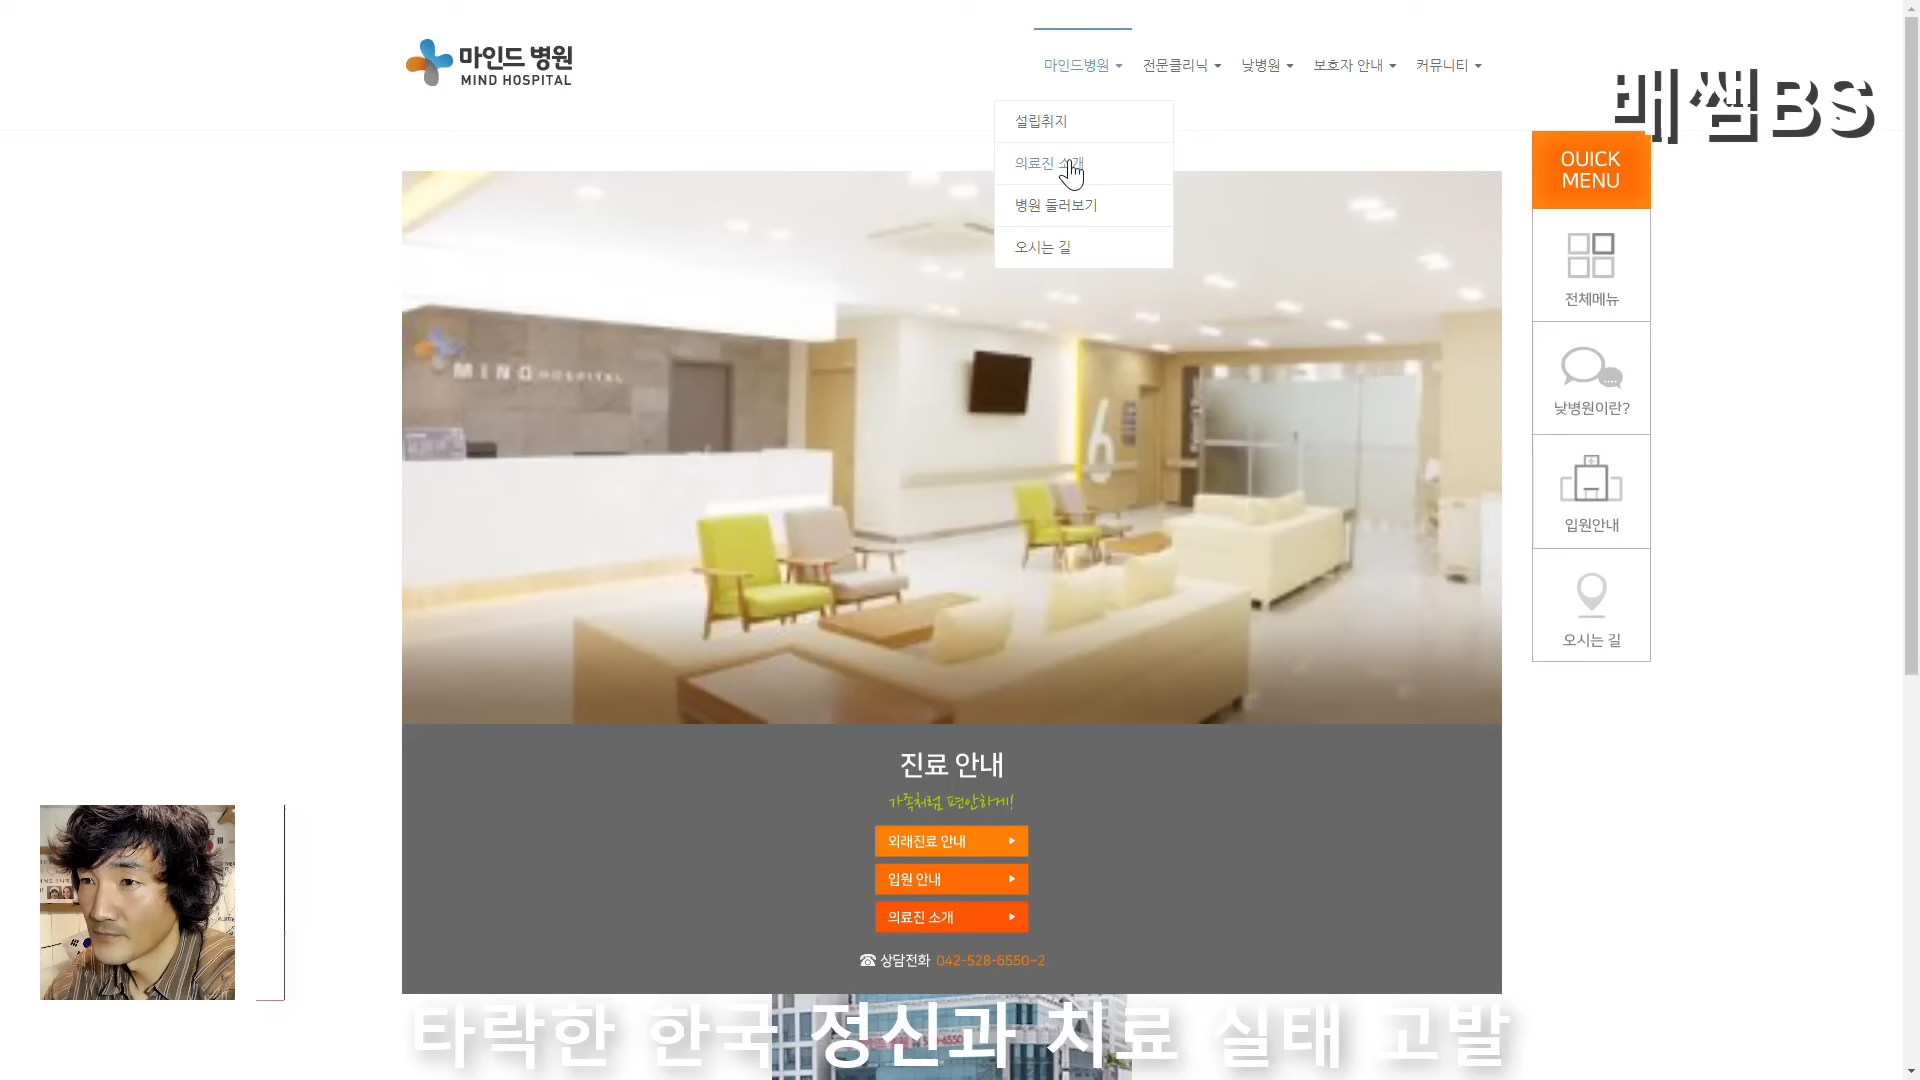 마인드 병원
MIND HOSPITAL
마인드병원
전문클리닉
낮병원
보호자 안내
커뮤니티
배쌤BS
설립취지
의료진 소개
병원 둘러보기
오시는 길
QUICK
MENU
전체메뉴
낮병원이란?
입원안내
오시는 길
MIND HOSPITAL
6
진료 안내
가족처럼 편안하게!
외래진료 안내
입원 안내
의료진 소개
상담전화 042-528-6550~2
타락한 한국 정신과 치료 실태 고발